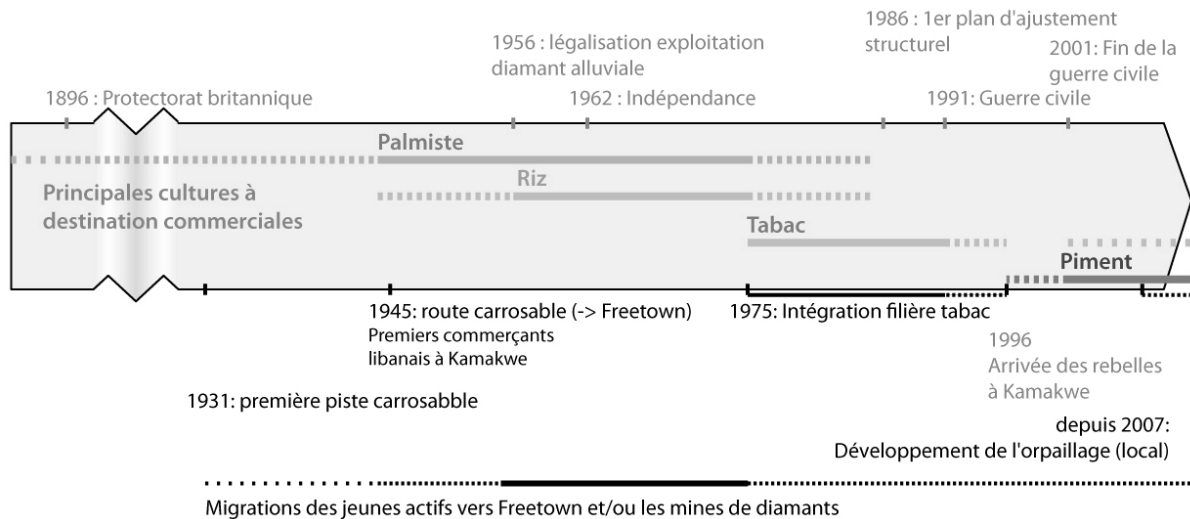 1986 : 1er plan d'ajustement
structurel
1956 : légalisation exploitation
diamant alluviale
2001: Fin de la
guerre civile
1896 : Protectorat britannique
1962 : Indépendance
1991: Guerre civile
Palmiste
Riz
Principales cultures à
destination commerciales
Tabac
Piment
1945: route carrosable (-> Freetown)
Premiers commerçants
libanais à Kamakwe
1975: Intégration filière tabac
1996
Arrivée des rebelles
à Kamakwe
1931: première piste carrosabble
depuis 2007:
Développement de l'orpaillage (local)
Migrations des jeunes actifs vers Freetown et/ou les mines de diamants